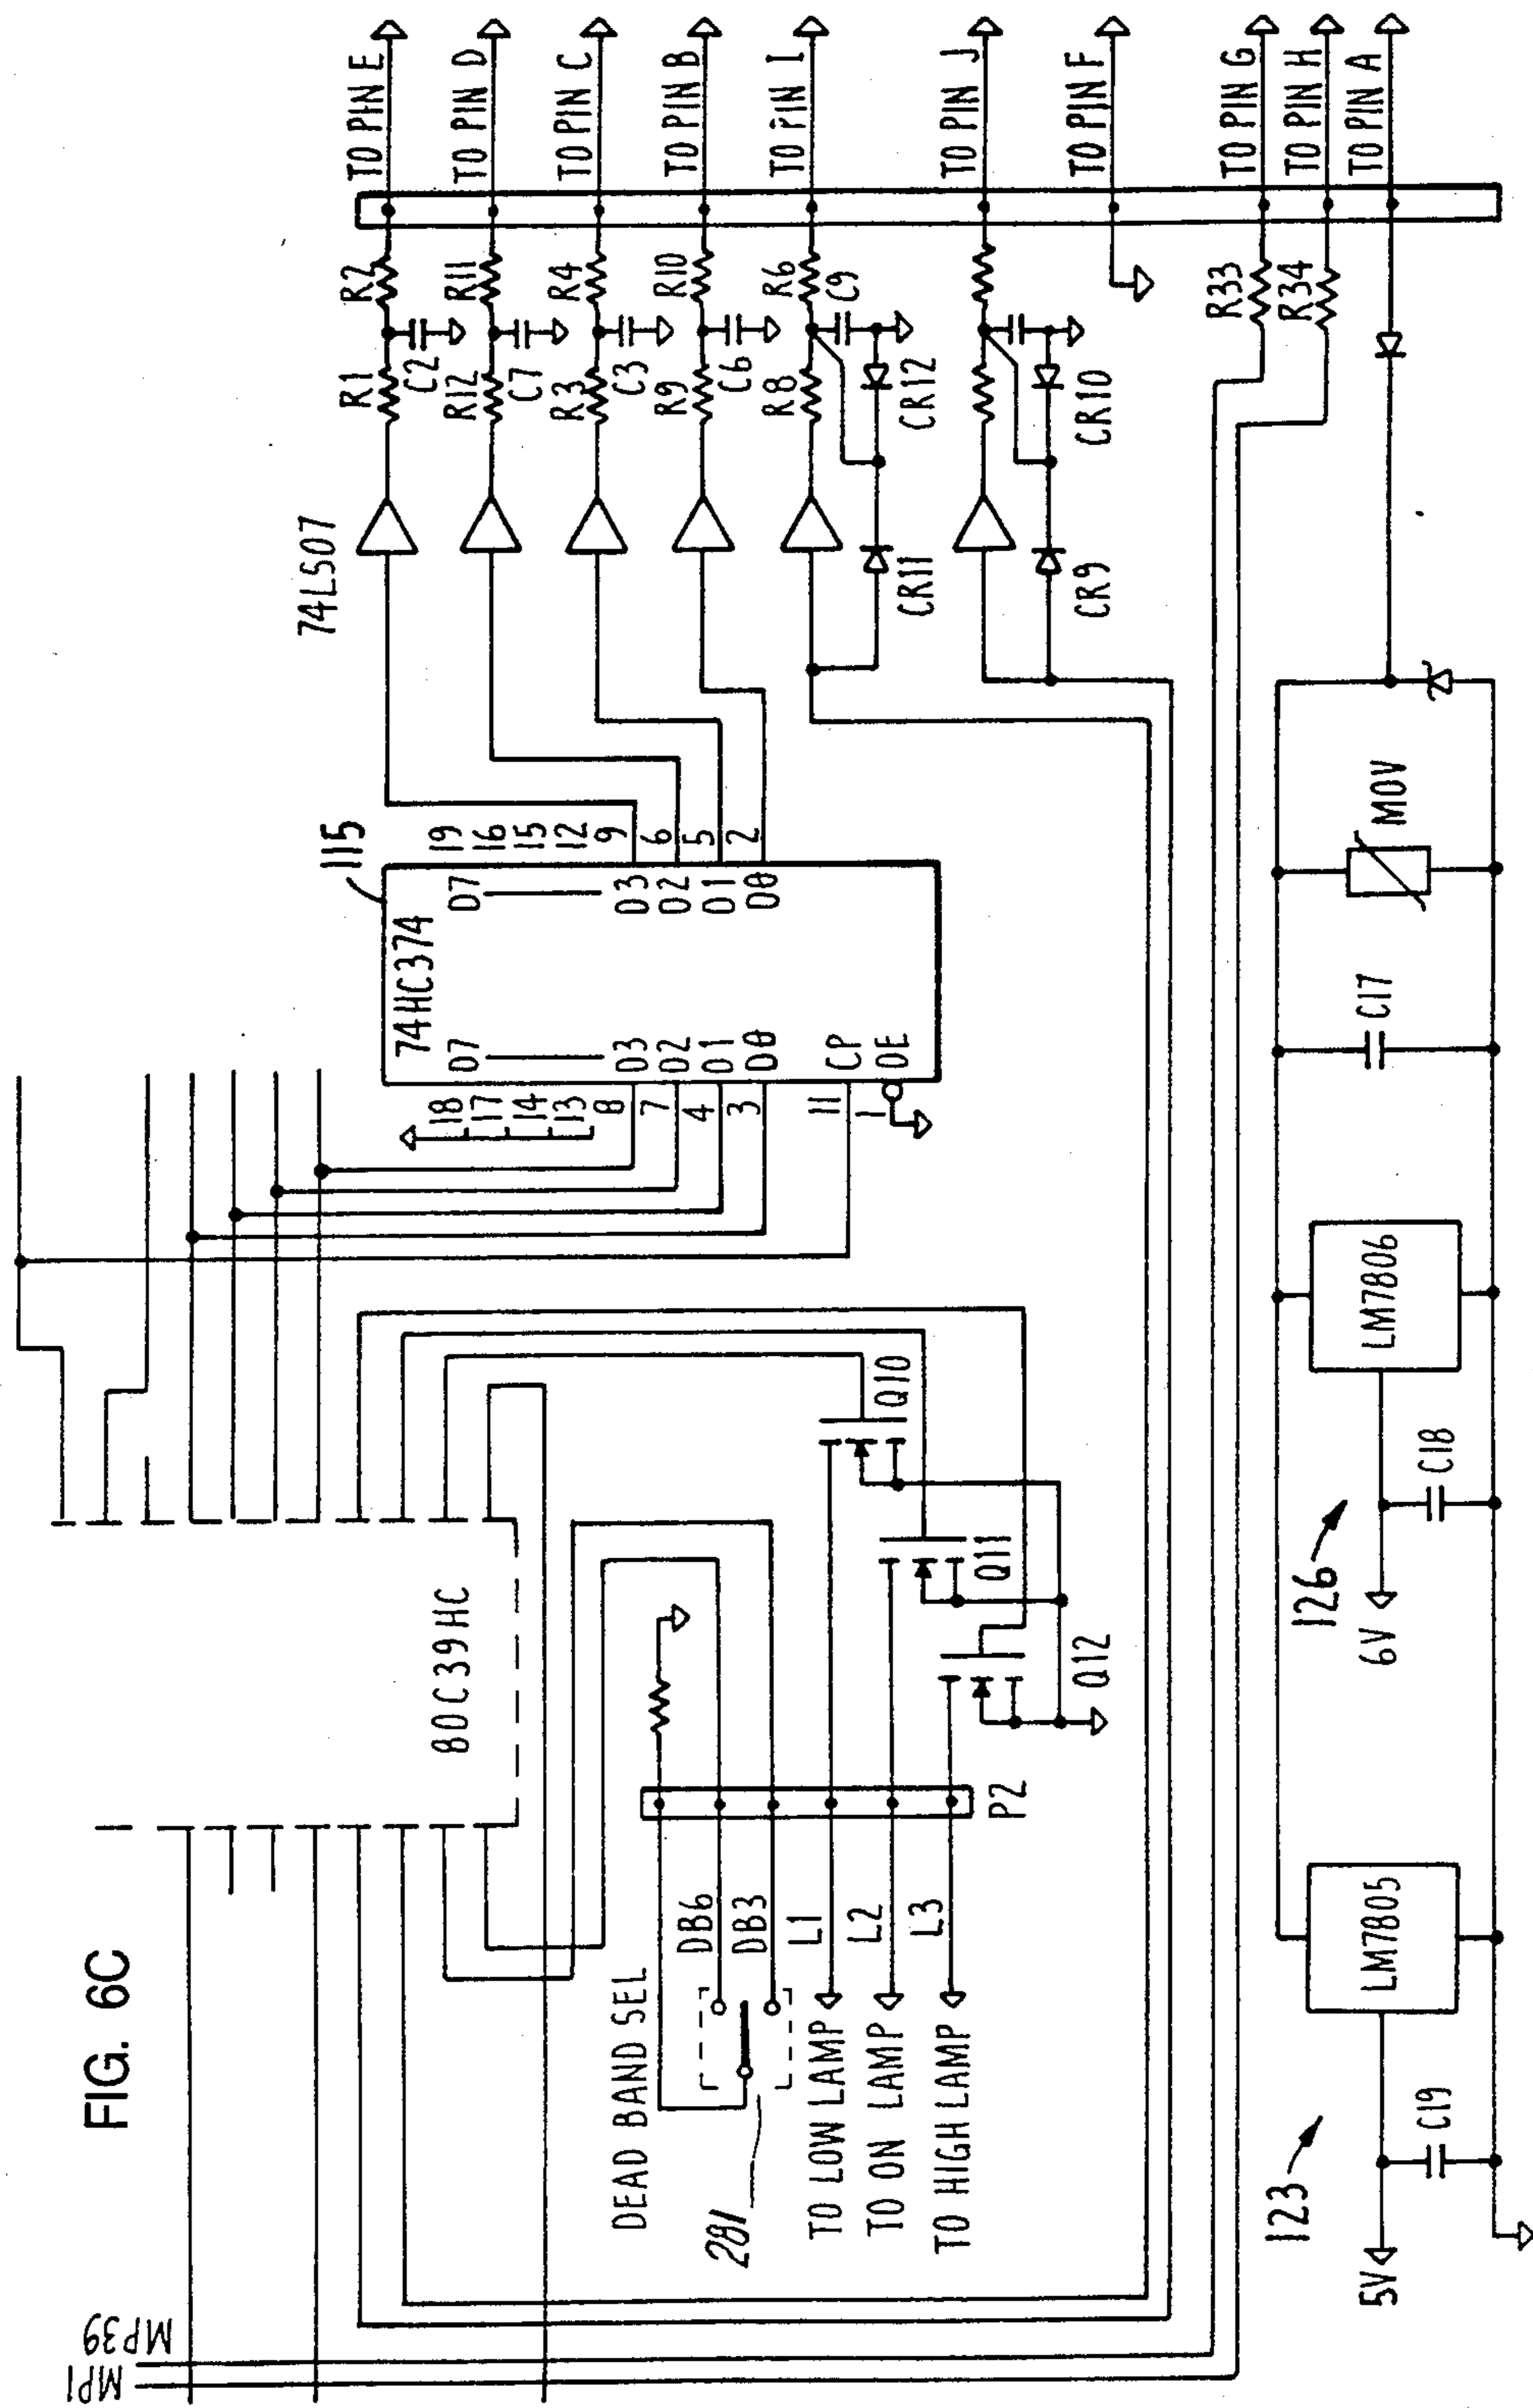 FIG. 6C
MP1
MP39
80C39HC
DEAD BAND SEL
281
DB6
DB3
L1
L2
L3
TO LOW LAMP
TO ON LAMP
TO HIGH LAMP
P2
Q10
Q11
Q12
115
74HC374
D7
D3
D2
D1
D0
CP
OE
18
17
14
13
8
7
4
3
11
1
D7
D3
D2
D1
D0
19
16
15
12
9
6
5
2
74LS07
R1
R2
C2
TO PIN E
R12
R11
C7
TO PIN D
R3
R4
C3
TO PIN C
R9
R10
C6
TO PIN B
R8
R6
C9
TO PIN I
CR11
CR12
TO PIN J
CR9
CR10
TO PIN F
R33
TO PIN G
R34
TO PIN H
TO PIN A
123
5V
C19
LM7805
126
6V
C18
LM7806
C17
MOV